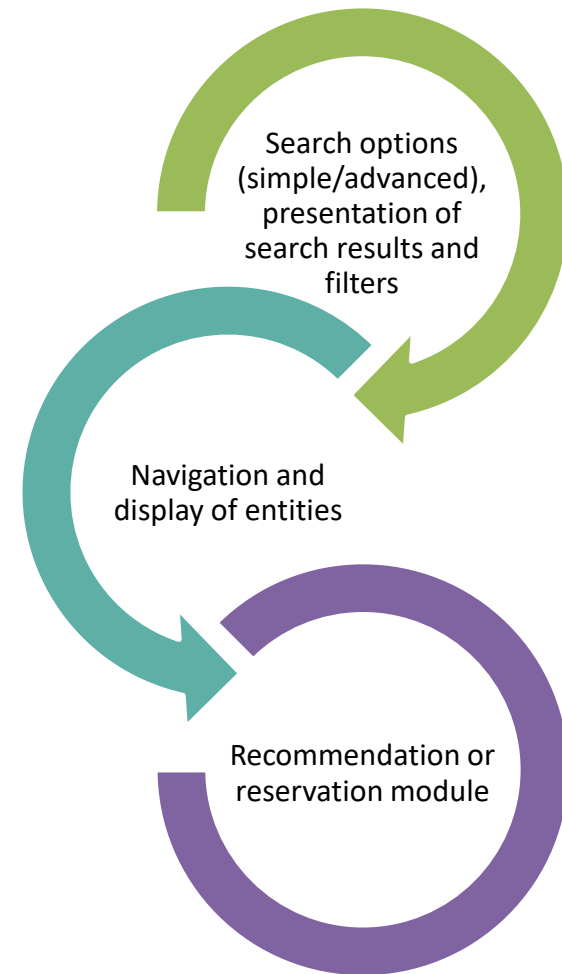 Search options
(simple/advanced),
presentation of
search results and
filters
Navigation and
display of entities
Recommendation or
reservation module